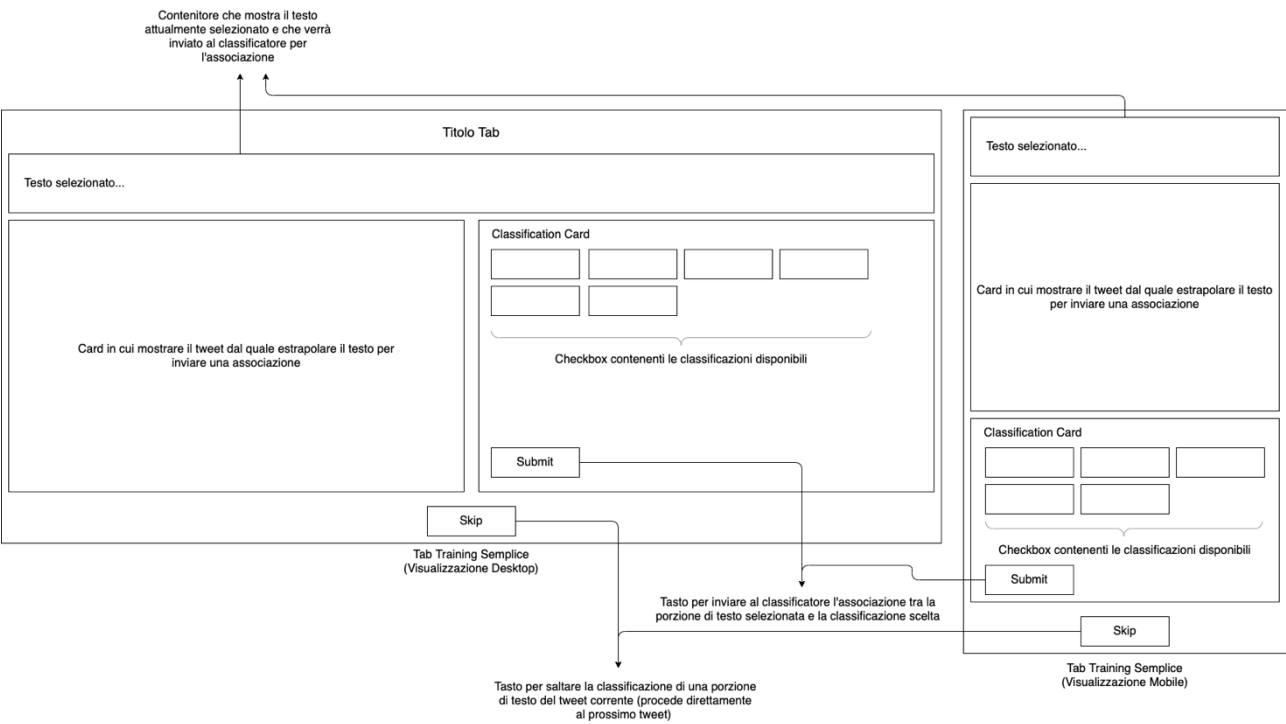 Contenitore che mostra il testo
attualmente selezionato e che verrà
inviato al classificatore per
l'associazione
Titolo Tab
Testo selezionato...
Card in cui mostrare il tweet dal quale estrapolare il testo per
inviare una associazione
Classification Card
Checkbox contenenti le classificazioni disponibili
Submit
Skip
Tab Training Semplice
(Visualizzazione Desktop)
Testo selezionato...
Card in cui mostrare il tweet dal quale estrapolare il testo
per inviare una associazione
Classification Card
Checkbox contenenti le classificazioni disponibili
Submit
Skip
Tab Training Semplice
(Visualizzazione Mobile)
Tasto per inviare al classificatore l'associazione tra la
porzione di testo selezionata e la classificazione scelta
Tasto per saltare la classificazione di una porzione
di testo del tweet corrente (procede direttamente
al prossimo tweet)